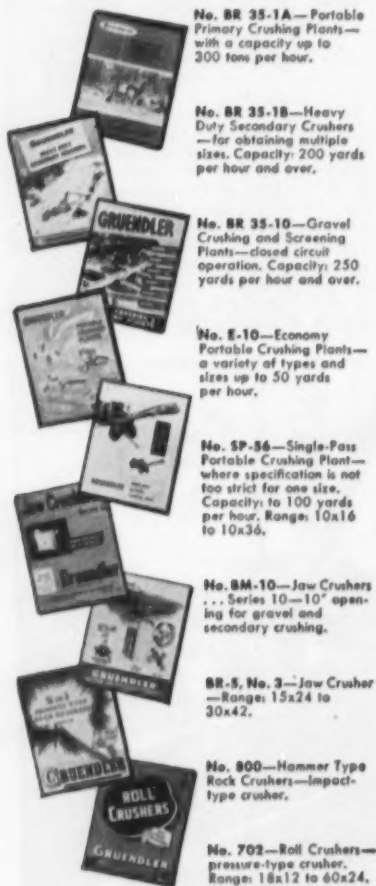 No. BR 35-1A—Portable
Primary Crushing Plants—
with a capacity up to
300 tons per hour.
No. BR 35-1B—Heavy
Duty Secondary Crushers
—for obtaining multiple
sizes. Capacity: 200 yards
per hour and over.
GRUENDLER
No. BR 35-10—Gravel
Crushing and Screening
Plants—closed circuit
operation. Capacity: 250
yards per hour and over.
GRUENDLER
No. E-10—Economy
Portable Crushing Plants—
a variety of types and
sizes up to 50 yards
per hour.
No. SP-56—Single-Pass
Portable Crushing Plant—
where specification is not
too strict for one size.
Capacity: to 100 yards
per hour. Range: 10x16
to 10x36.
GRUENDLER
Jaw Crushers
No. BM-10—Jaw Crushers
. . . Series 10—10" open-
ing for gravel and
secondary crushing.
GRUENDLER
BR-5, No. 3—Jaw Crusher
—Range: 15x24 to
30x42.
GRUENDLER
No. 800—Hammer Type
Rock Crushers—Impact-
type crusher.
ROLL
CRUSHERS
GRUENDLER
No. 702—Roll Crushers—
pressure-type crusher.
Range: 18x12 to 60x24.